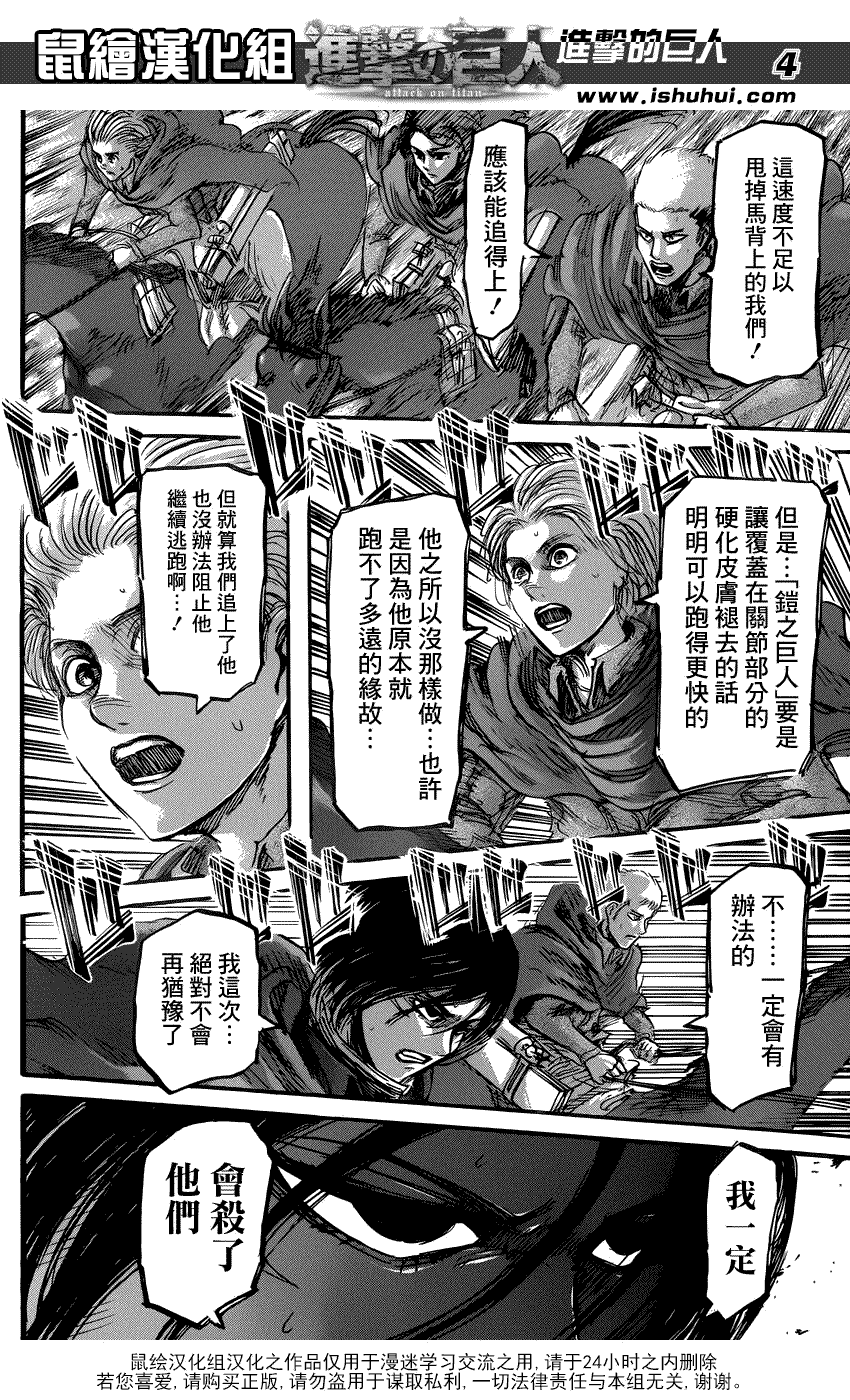 鼠繪漢化組
進撃の巨人
attack on titan
進擊的巨人
4
www.ishuhui.com
這速度不足以
甩掉馬背上的我們！
應該能追得上！
但是…「鎧之巨人」要是
讓覆蓋在關節部分的
硬化皮膚褪去的話
明明可以跑得更快的
他之所以沒那樣做…也許
是因為他原本就
跑不了多遠的緣故…
但就算我們追上了他
也沒辦法阻止他
繼續逃跑啊…！
不……一定會有
辦法的
我這次…
絕對不會
再猶豫了
我一定
會殺了
他們
鼠绘汉化组汉化之作品仅用于漫迷学习交流之用,请于24小时之内删除
若您喜爱,请购买正版,请勿盗用于谋取私利,一切法律责任与本组无关,谢谢。